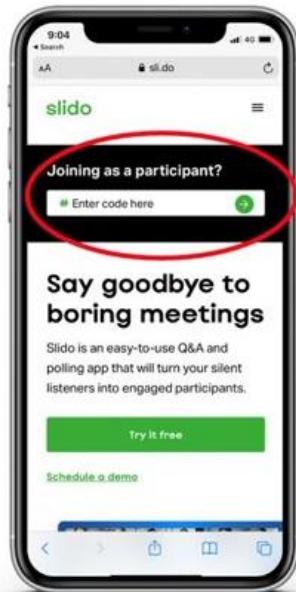 9:04
Search
4G
AA
sli.do
slido
Joining as a participant?
# Enter code here
Say goodbye to
boring meetings
Slido is an easy-to-use Q&A and
polling app that will turn your silent
listeners into engaged participants.
Try it free
Schedule a demo